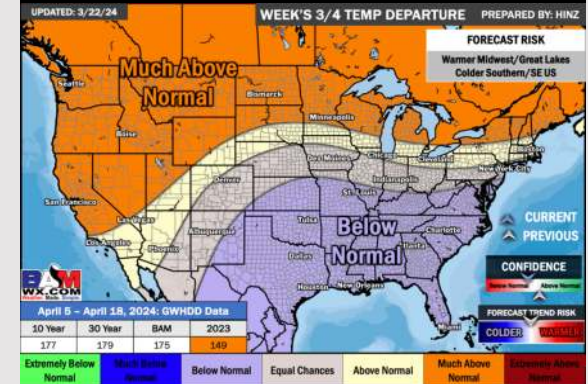 UPDATED: 3/22/24
WEEK'S 3/4 TEMP DEPARTURE
PREPARED BY: HINZ
FORECAST RISK
Warmer Midwest/Great Lakes
Colder Southern/SE US
Much Above
Normal
Seattle
Bismarck
Minneapolis
Boise
Boston
Des Moines
Chicago
Cleveland
New York City
Denver
Indianapolis
San Francisco
St. Louis
Las Vegas
Los Angeles
Albuquerque
Phoenix
Tulsa
Below
Normal
Charlotte
Atlanta
Dallas
Houston
New Orleans
Miami
CURRENT
PREVIOUS
CONFIDENCE
Below Normal
Above Normal
FORECAST TREND RISK
COLDER
WARMER
BAM
WX.COM
Weather. Made. Simple.
April 5 – April 18, 2024: GWHDD Data
10 Year
30 Year
BAM
2023
177
179
175
149
Extremely Below
Normal
Much Below
Normal
Below Normal
Equal Chances
Above Normal
Much Above
Normal
Extremely Above
Normal